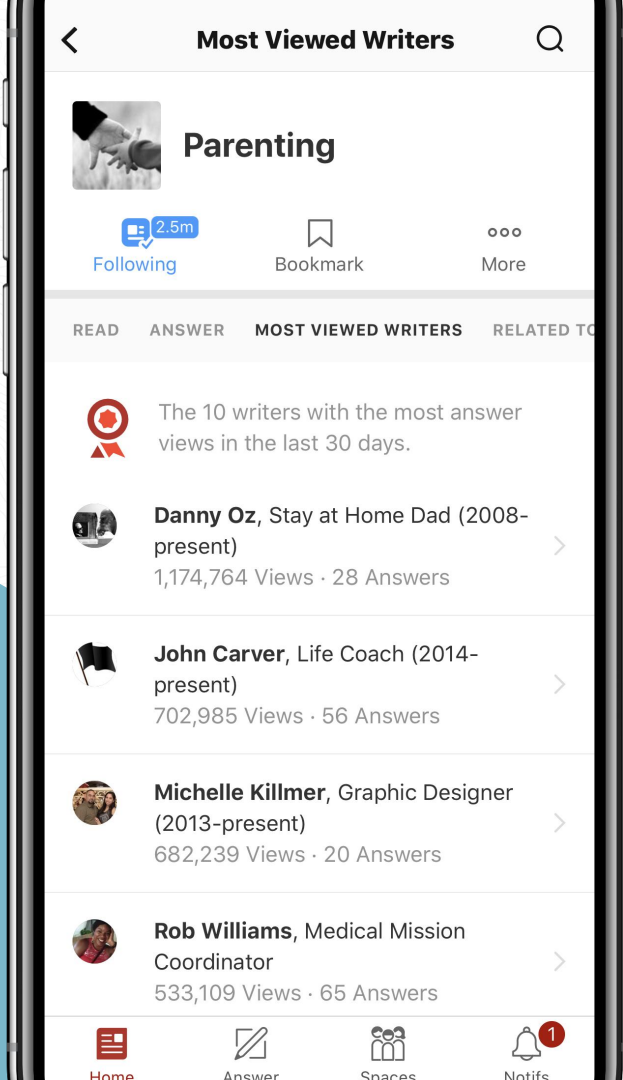 Most Viewed Writers
Parenting
2.5m
Following
Bookmark
More
READ ANSWER MOST VIEWED WRITERS RELATED TO
The 10 writers with the most answer
views in the last 30 days.
Danny Oz, Stay at Home Dad (2008-
present)
1,174,764 Views · 28 Answers
John Carver, Life Coach (2014-
present)
702,985 Views · 56 Answers
Michelle Killmer, Graphic Designer
(2013-present)
682,239 Views · 20 Answers
Rob Williams, Medical Mission
Coordinator
533,109 Views · 65 Answers
1
Home Answer Spaces Notifs